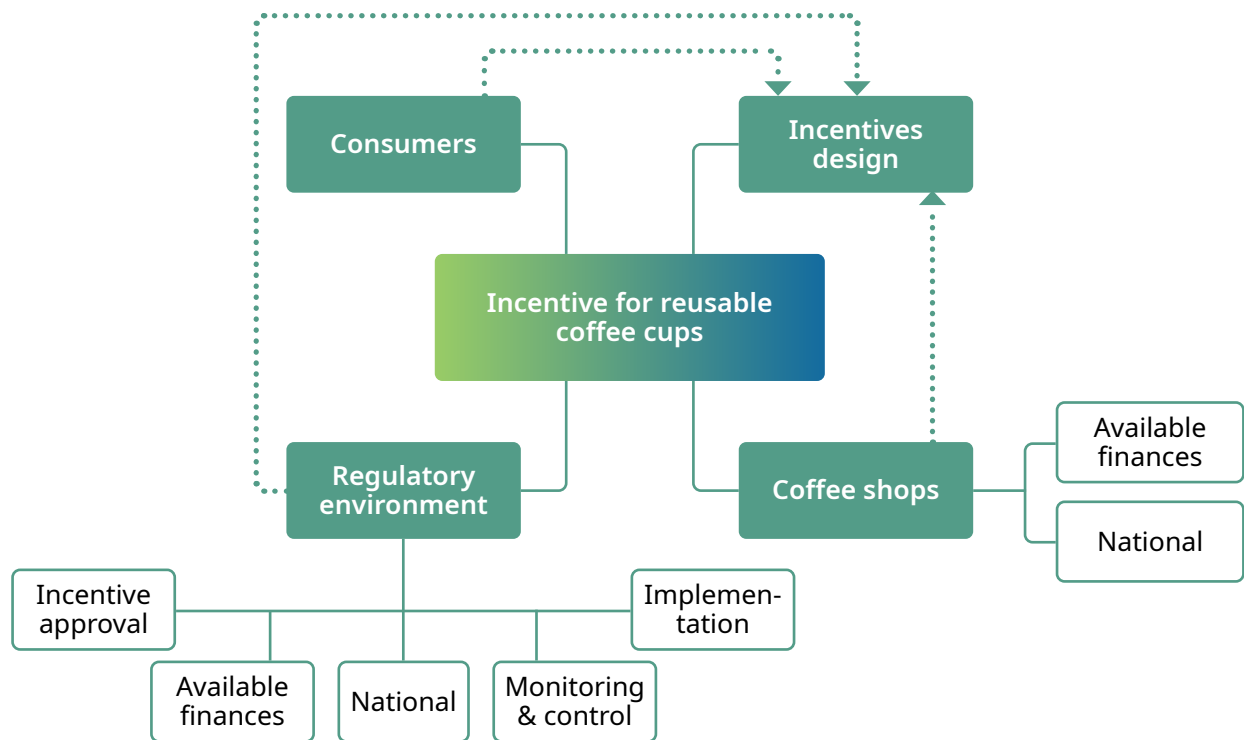 Consumers
Incentives
design
Incentive for reusable
coffee cups
Regulatory
environment
Coffee shops
Available
finances
National
Incentive
approval
Available
finances
National
Monitoring
& control
Implemen-
tation